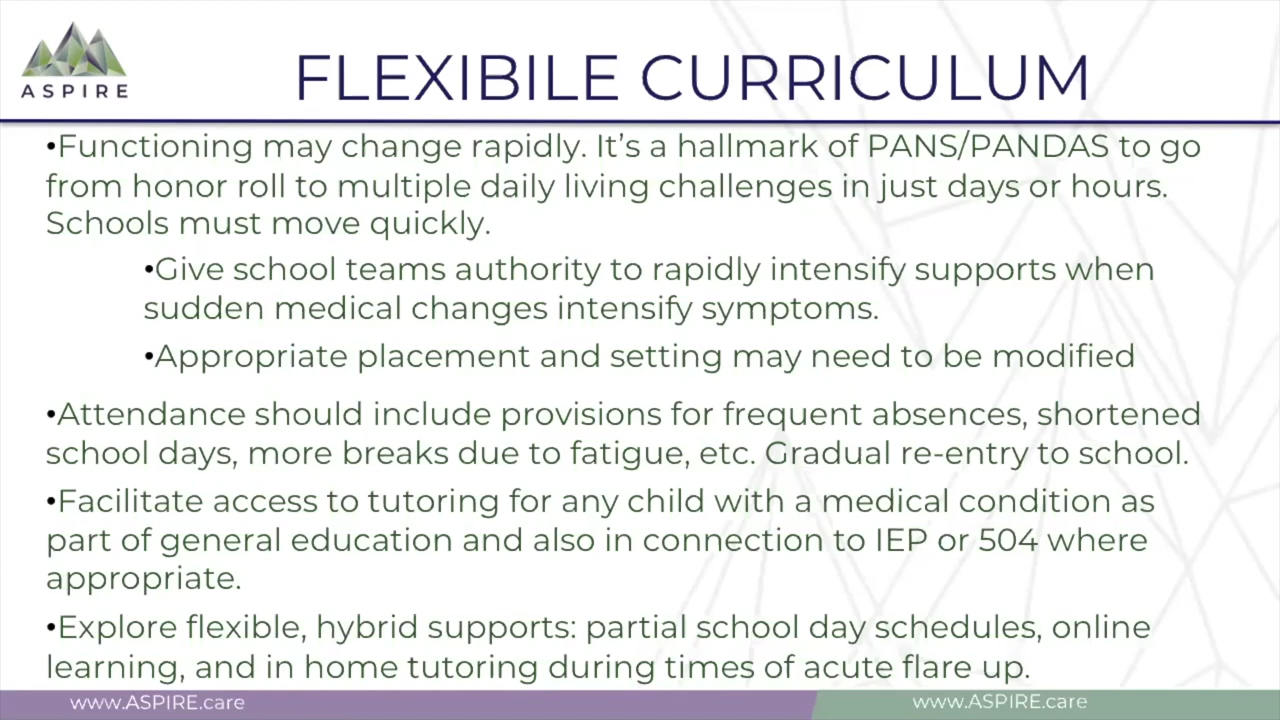 ASPIRE
FLEXIBILE CURRICULUM
•Functioning may change rapidly. It's a hallmark of PANS/PANDAS to go
from honor roll to multiple daily living challenges in just days or hours.
Schools must move quickly.
•Give school teams authority to rapidly intensify supports when
sudden medical changes intensify symptoms.
•Appropriate placement and setting may need to be modified
•Attendance should include provisions for frequent absences, shortened
school days, more breaks due to fatigue, etc. Gradual re-entry to school.
•Facilitate access to tutoring for any child with a medical condition as
part of general education and also in connection to IEP or 504 where
appropriate.
•Explore flexible, hybrid supports: partial school day schedules, online
learning, and in home tutoring during times of acute flare up.
www.ASPIRE.care
www.ASPIRE.care